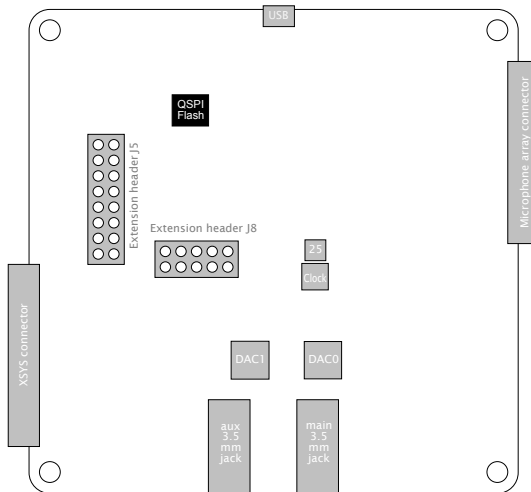 USB
QSPI
Flash
Microphone array connector
Extension header J5
Extension header J8
25
Clock
XSYS connector
DAC1
DAC0
aux
3.5
mm
jack
main
3.5
mm
jack